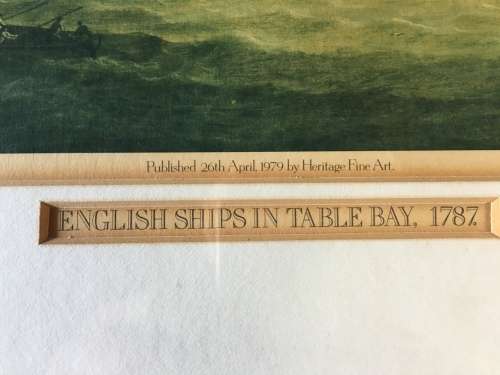 Published 26th April, 1979 by Heritage Fine Art.
ENGLISH SHIPS IN TABLE BAY, 1787.